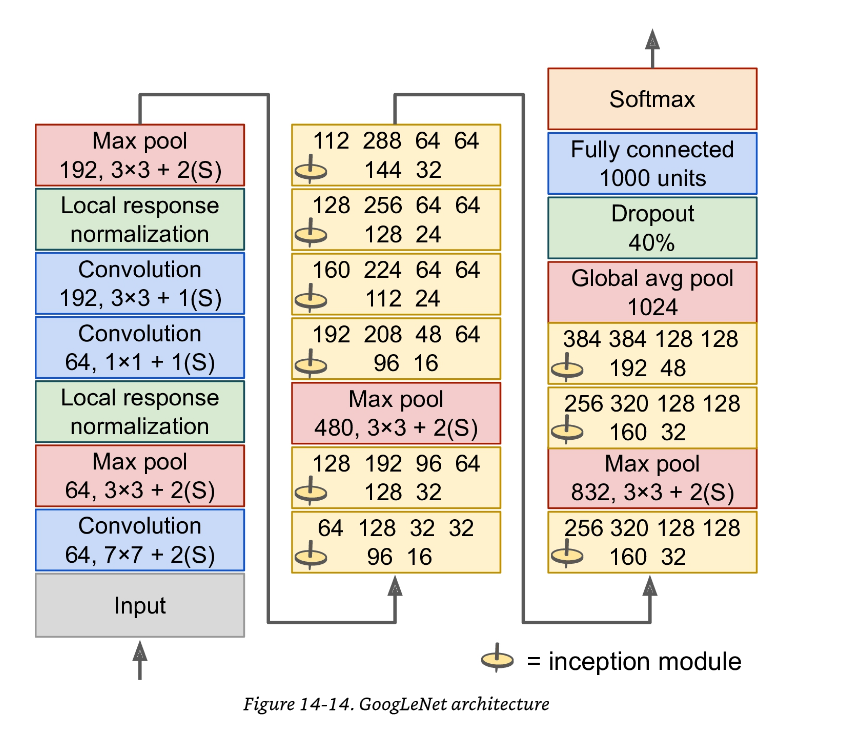 Max pool
192, 3×3 + 2(S)
Local response
normalization
Convolution
192, 3×3 + 1(S)
Convolution
64, 1×1 + 1(S)
Local response
normalization
Max pool
64, 3×3 + 2(S)
Convolution
64, 7×7 + 2(S)
Input
112 288 64 64
144 32
128 256 64 64
128 24
160 224 64 64
112 24
192 208 48 64
96 16
Max pool
480, 3×3 + 2(S)
128 192 96 64
128 32
64 128 32 32
96 16
Softmax
Fully connected
1000 units
Dropout
40%
Global avg pool
1024
384 384 128 128
192 48
256 320 128 128
160 32
Max pool
832, 3×3 + 2(S)
256 320 128 128
160 32
= inception module
Figure 14-14. GoogLeNet architecture